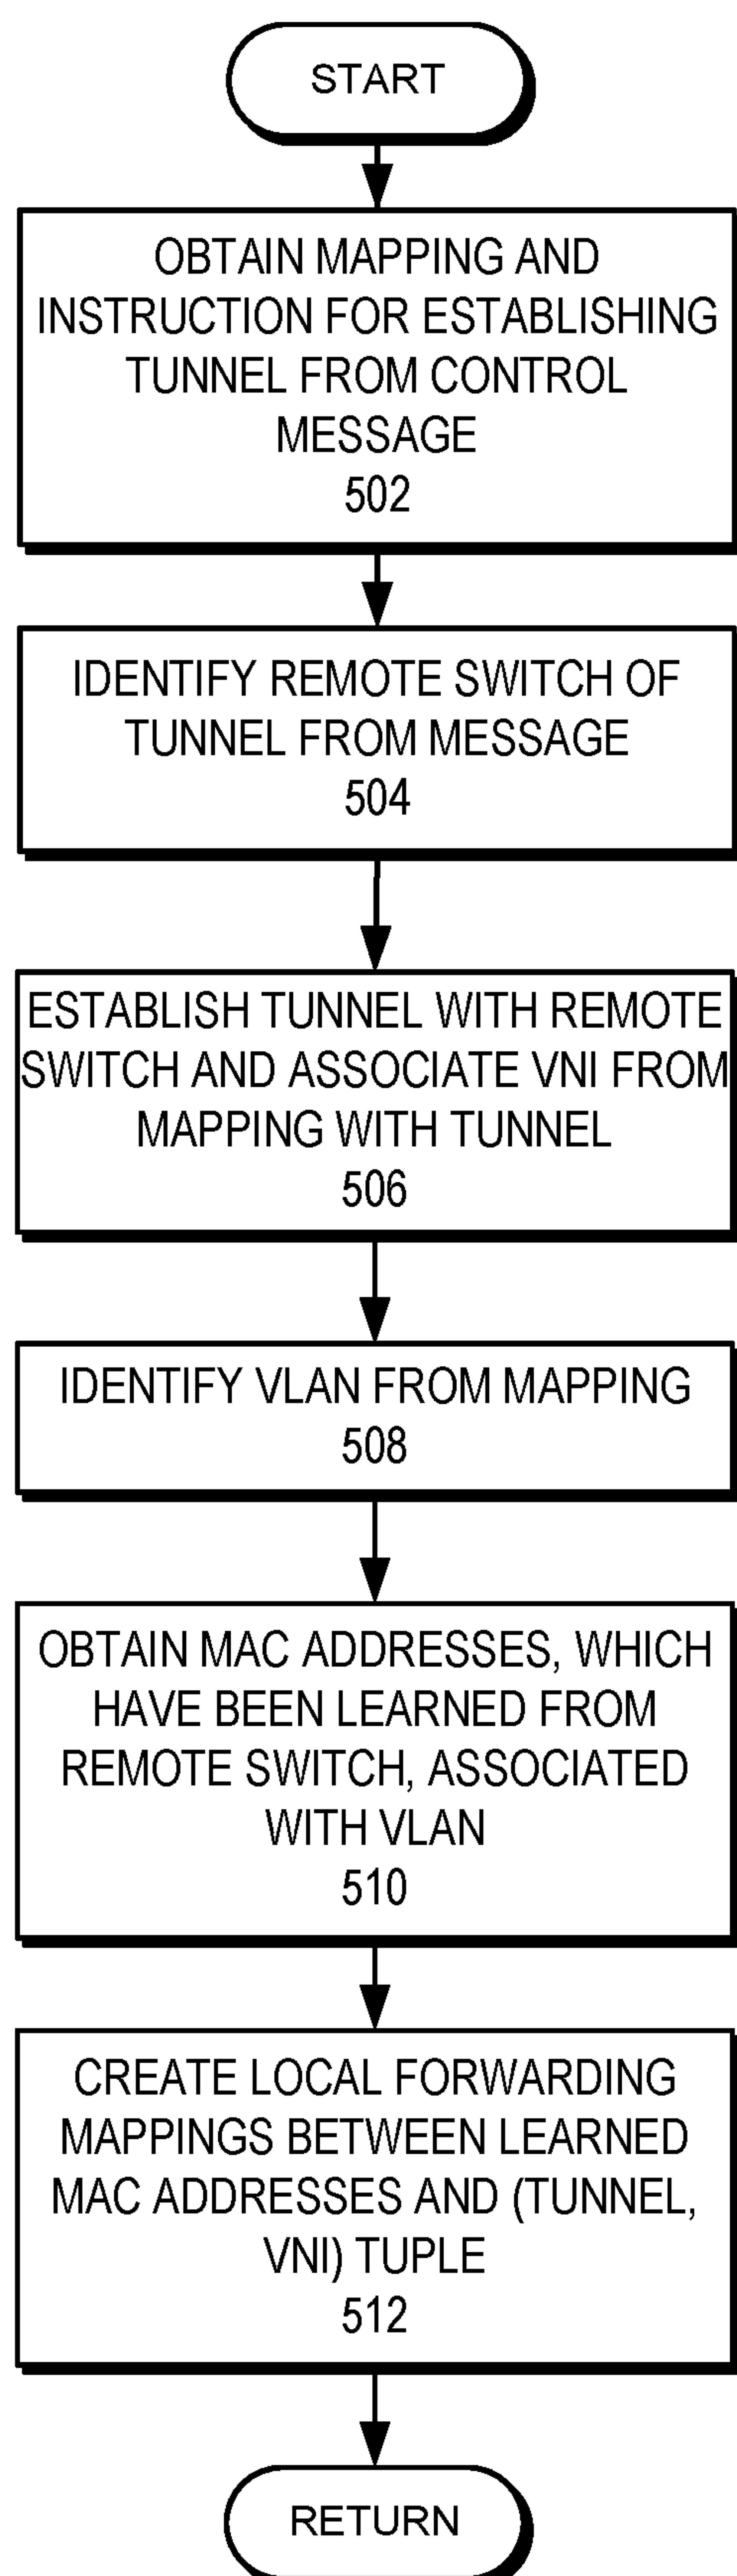 START
OBTAIN MAPPING AND
INSTRUCTION FOR ESTABLISHING
TUNNEL FROM CONTROL
MESSAGE
502
IDENTIFY REMOTE SWITCH OF
TUNNEL FROM MESSAGE
504
ESTABLISH TUNNEL WITH REMOTE
SWITCH AND ASSOCIATE VNI FROM
MAPPING WITH TUNNEL
506
IDENTIFY VLAN FROM MAPPING
508
OBTAIN MAC ADDRESSES, WHICH
HAVE BEEN LEARNED FROM
REMOTE SWITCH, ASSOCIATED
WITH VLAN
510
CREATE LOCAL FORWARDING
MAPPINGS BETWEEN LEARNED
MAC ADDRESSES AND (TUNNEL,
VNI) TUPLE
512
RETURN